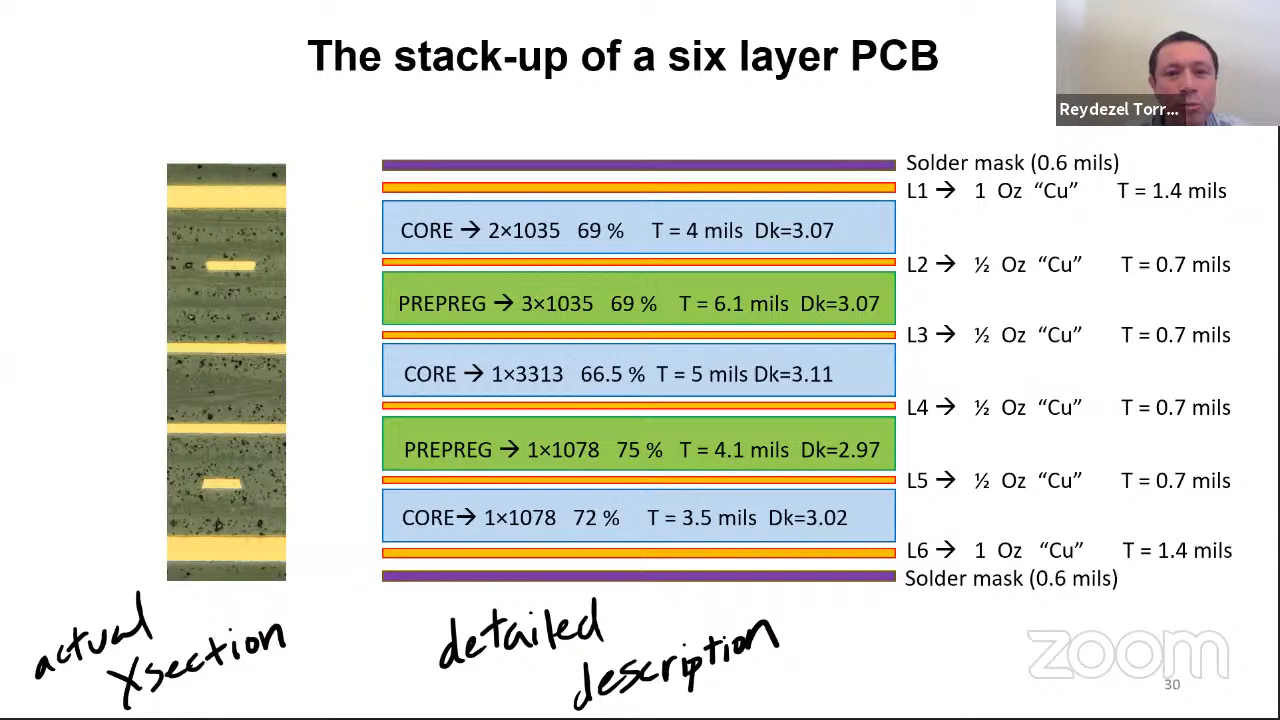 The stack-up of a six layer PCB
Reydezel Torr...
Solder mask (0.6 mils)
L1 → 1 Oz “Cu” T = 1.4 mils
CORE → 2×1035 69 % T = 4 mils Dk=3.07
L2 → ½ Oz “Cu” T = 0.7 mils
PREPREG → 3×1035 69 % T = 6.1 mils Dk=3.07
L3 → ½ Oz “Cu” T = 0.7 mils
CORE → 1×3313 66.5 % T = 5 mils Dk=3.11
L4 → ½ Oz “Cu” T = 0.7 mils
PREPREG → 1×1078 75 % T = 4.1 mils Dk=2.97
L5 → ½ Oz “Cu” T = 0.7 mils
CORE→ 1×1078 72 % T = 3.5 mils Dk=3.02
L6 → 1 Oz “Cu” T = 1.4 mils
Solder mask (0.6 mils)
actual
Xsection
detailed
description
zoom
30